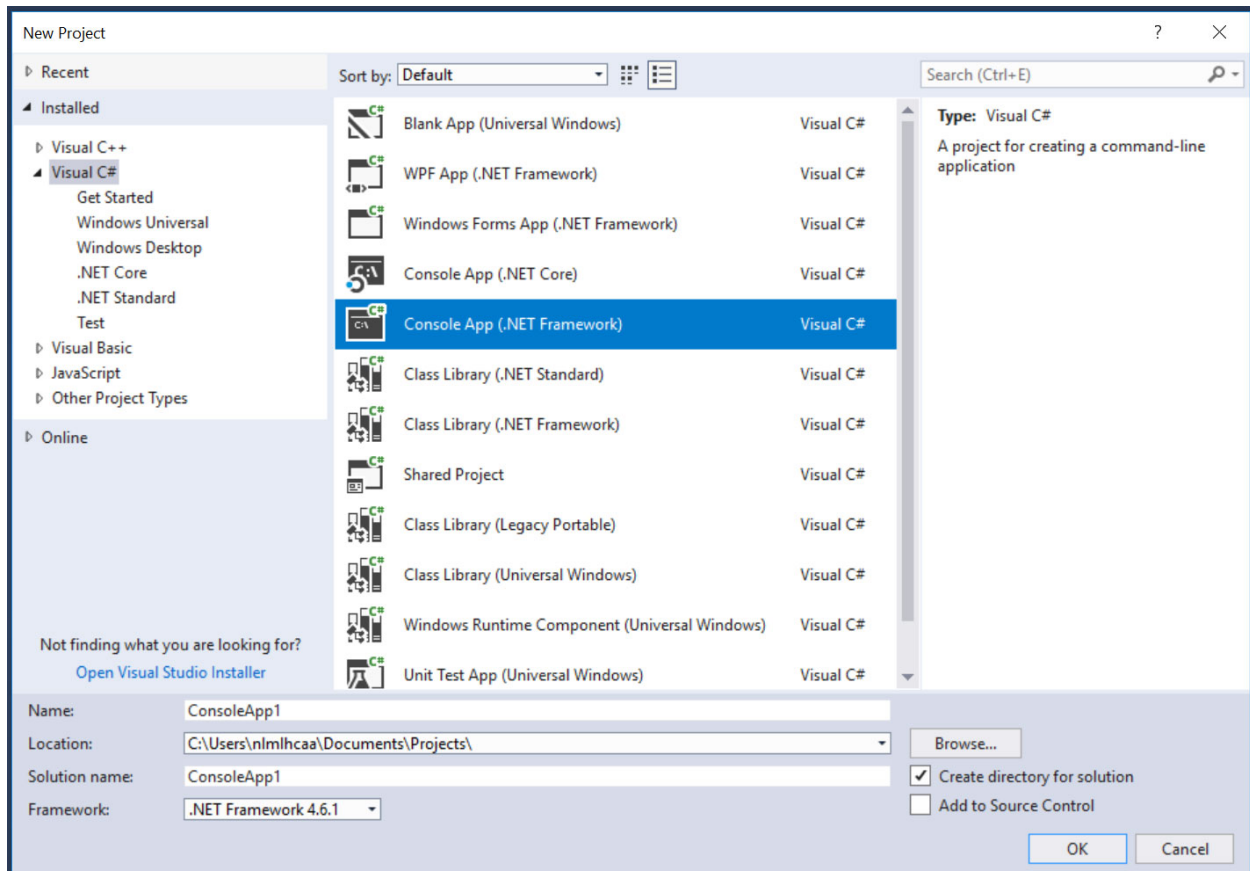 New Project
?
Recent
Installed
Visual C++
Visual C#
Get Started
Windows Universal
Windows Desktop
.NET Core
.NET Standard
Test
Visual Basic
JavaScript
Other Project Types
Online
Not finding what you are looking for?
Open Visual Studio Installer
Sort by: Default
Search (Ctrl+E)
Blank App (Universal Windows) Visual C#
WPF App (.NET Framework) Visual C#
Windows Forms App (.NET Framework) Visual C#
Console App (.NET Core) Visual C#
Console App (.NET Framework) Visual C#
Class Library (.NET Standard) Visual C#
Class Library (.NET Framework) Visual C#
Shared Project Visual C#
Class Library (Legacy Portable) Visual C#
Class Library (Universal Windows) Visual C#
Windows Runtime Component (Universal Windows) Visual C#
Unit Test App (Universal Windows) Visual C#
Type: Visual C#
A project for creating a command-line
application
Name: ConsoleApp1
Location: C:\Users\nlmlhcaa\Documents\Projects\
Browse...
Solution name: ConsoleApp1
Create directory for solution
Framework: .NET Framework 4.6.1
Add to Source Control
OK
Cancel